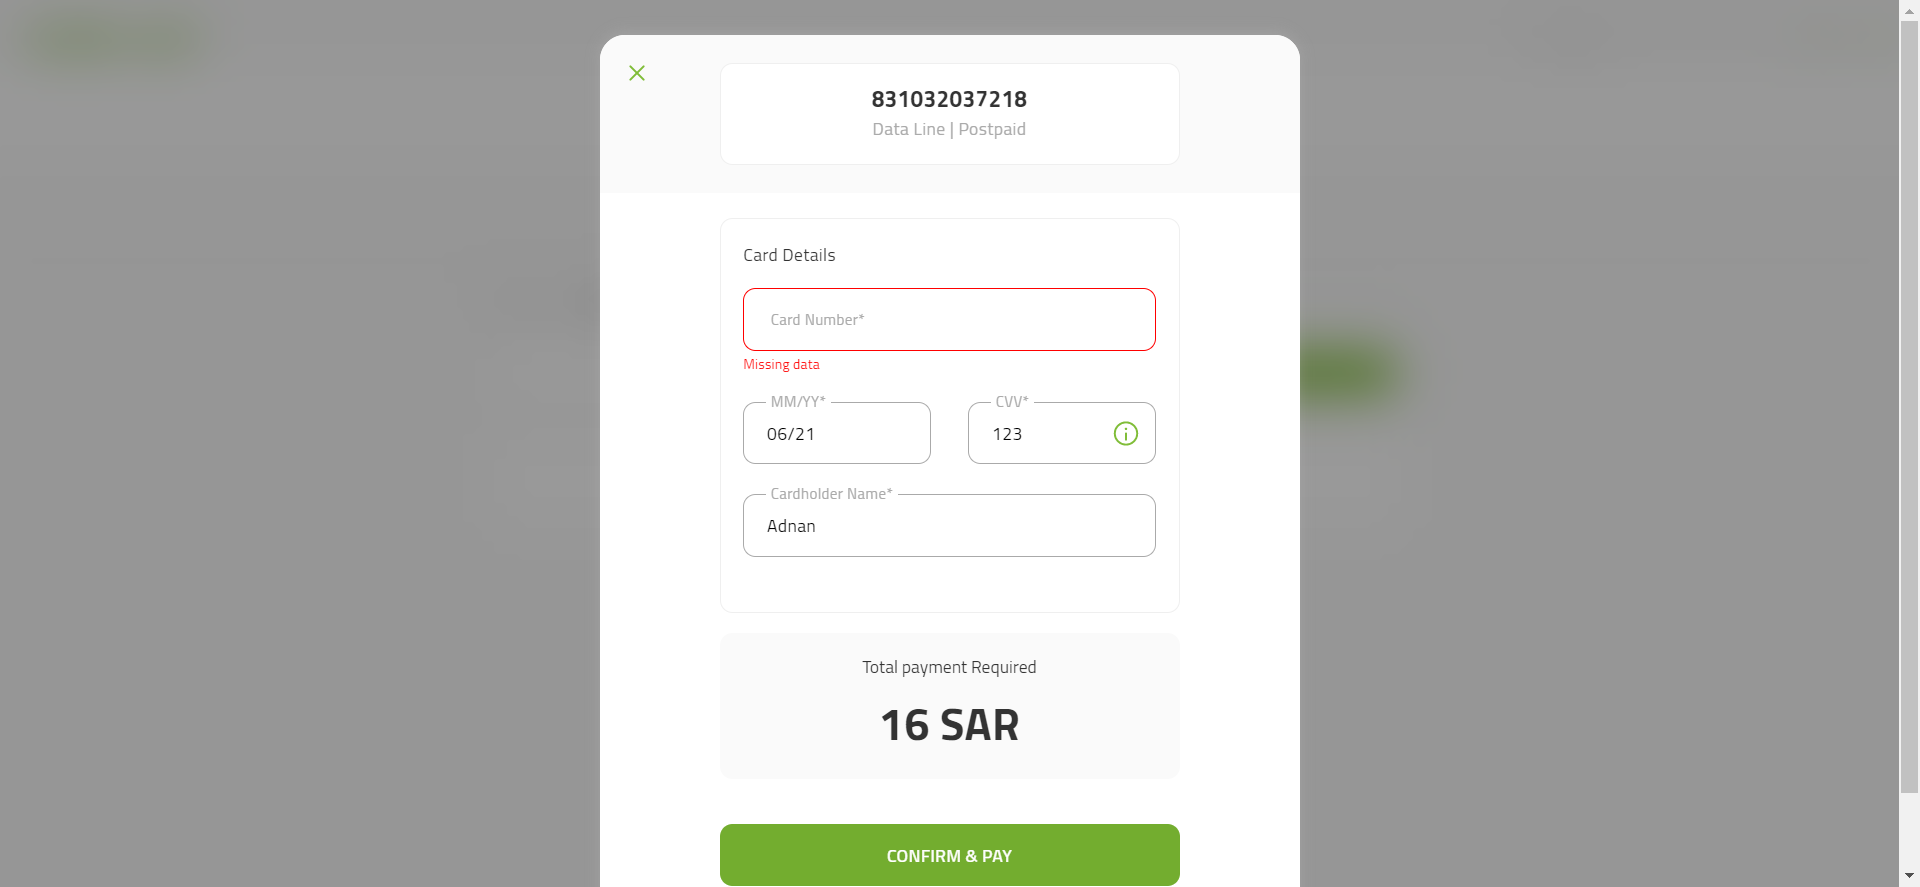 831032037218
Data Line | Postpaid
Card Details
Card Number*
Missing data
MM/YY*
06/21
CVV*
123
Cardholder Name*
Adnan
Total payment Required
16 SAR
CONFIRM & PAY